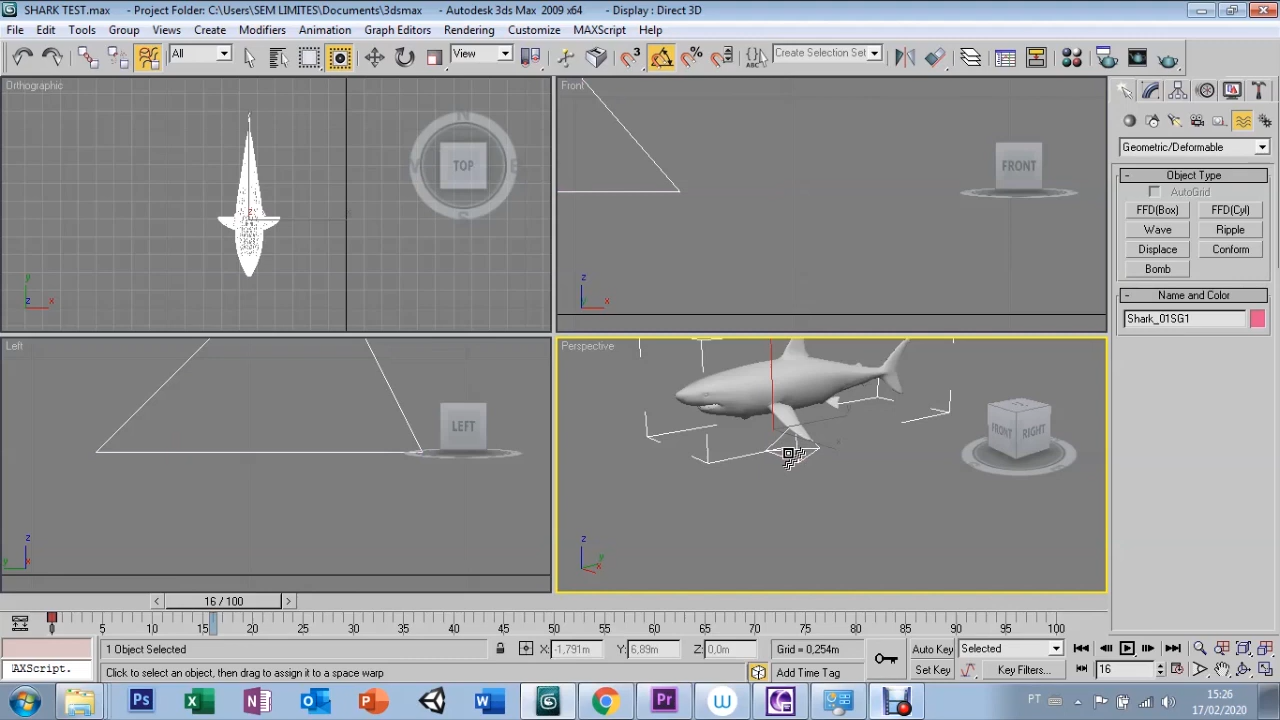 SHARK TEST.max - Project Folder: C:\Users\SEM LIMITES\Documents\3dsmax - Autodesk 3ds Max 2009 x64 - Display : Direct 3D
File Edit Tools Group Views Create Modifiers Animation Graph Editors Rendering Customize MAXScript Help
All View 3 % ABC Create Selection Set
Orthographic Front
TOP FRONT
N
S
Object Type
AutoGrid
Geometric/Deformable
FFD(Box) FFD(Cyl)
Wave Ripple
Displace Conform
Bomb
Name and Color
Shark_01SG1
y
z x
z
y x
Left Perspective
LEFT FRONT RIGHT
z
y x
z
y
x
16 / 100
0 5 10 15 20 25 30 35 40 45 50 55 60 65 70 75 80 85 90 95 100
1 Object Selected X: -1,791m Y: 6,89m Z: 0,0m Grid = 0,254m Auto Key Selected
AXScript. Click to select an object, then drag to assign it to a space warp Add Time Tag Set Key Key Filters... 16
Ps N W Pr W PT 15:26
17/02/2020